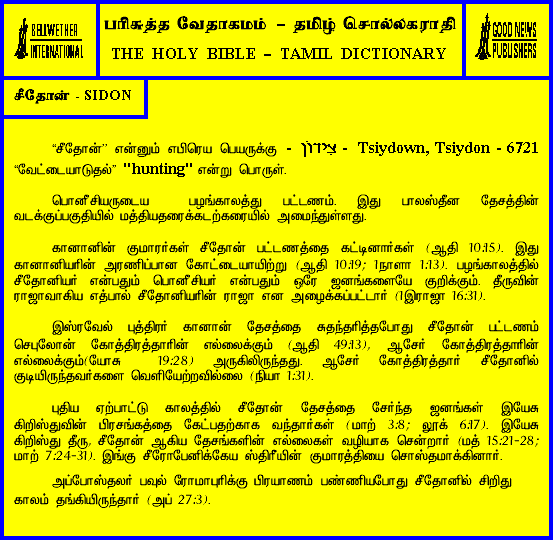 BELLWETHER
INTERNATIONAL
பரிசுத்த வேதாகமம் – தமிழ் சொல்லகராதி
THE HOLY BIBLE – TAMIL DICTIONARY
GOOD NEWS
PUBLISHERS
சீதோன் - SIDON
“சீதோன்” என்னும் எபிரெய பெயருக்கு - צִידוֹן - Tsiydown, Tsiydon - 6721
“வேட்டையாடுதல்” "hunting" என்று பொருள்.
பொனீசியருடைய பழங்காலத்து பட்டணம். இது பாலஸ்தீன தேசத்தின்
வடக்குப்பகுதியில் மத்தியதரைக்கடற்கரையில் அமைந்துள்ளது.
கானானின் குமாரர்கள் சீதோன் பட்டணத்தை கட்டினார்கள் (ஆதி 10:15). இது
கானானியரின் அரணிப்பான கோட்டையாயிற்று (ஆதி 10:19; 1நாளா 1:13). பழங்காலத்தில்
சீதோனியர் என்பதும் பொனீசியர் என்பதும் ஒரே ஜனங்களையே குறிக்கும். தீருவின்
ராஜாவாகிய எத்பால் சீதோனியரின் ராஜா என அழைக்கப்பட்டார் (1இராஜா 16:31).
இஸ்ரவேல் புத்திரர் கானான் தேசத்தை சுதந்தரித்தபோது சீதோன் பட்டணம்
செபுலோன் கோத்திரத்தாரின் எல்லைக்கும் (ஆதி 49:13), ஆசேர் கோத்திரத்தாரின்
எல்லைக்கும்(யோசு 19:28) அருகிலிருந்தது. ஆசேர் கோத்திரத்தார் சீதோனில்
குடியிருந்தவர்களை வெளியேற்றவில்லை (நியா 1:31).
புதிய ஏற்பாட்டு காலத்தில் சீதோன் தேசத்தை சேர்ந்த ஜனங்கள் இயேசு
கிறிஸ்துவின் பிரசங்கத்தை கேட்பதற்காக வந்தார்கள் (மாற் 3:8; லூக் 6:17). இயேசு
கிறிஸ்து தீரு, சீதோன் ஆகிய தேசங்களின் எல்லைகள் வழியாக சென்றார் (மத் 15:21-28;
மாற் 7:24-31). இங்கு சீரோபேனிக்கேய ஸ்திரீயின் குமாரத்தியை சொஸ்தமாக்கினார்.
அப்போஸ்தலர் பவுல் ரோமாபுரிக்கு பிரயாணம் பண்ணியபோது சீதோனில் சிறிது
காலம் தங்கியிருந்தார் (அப் 27:3).